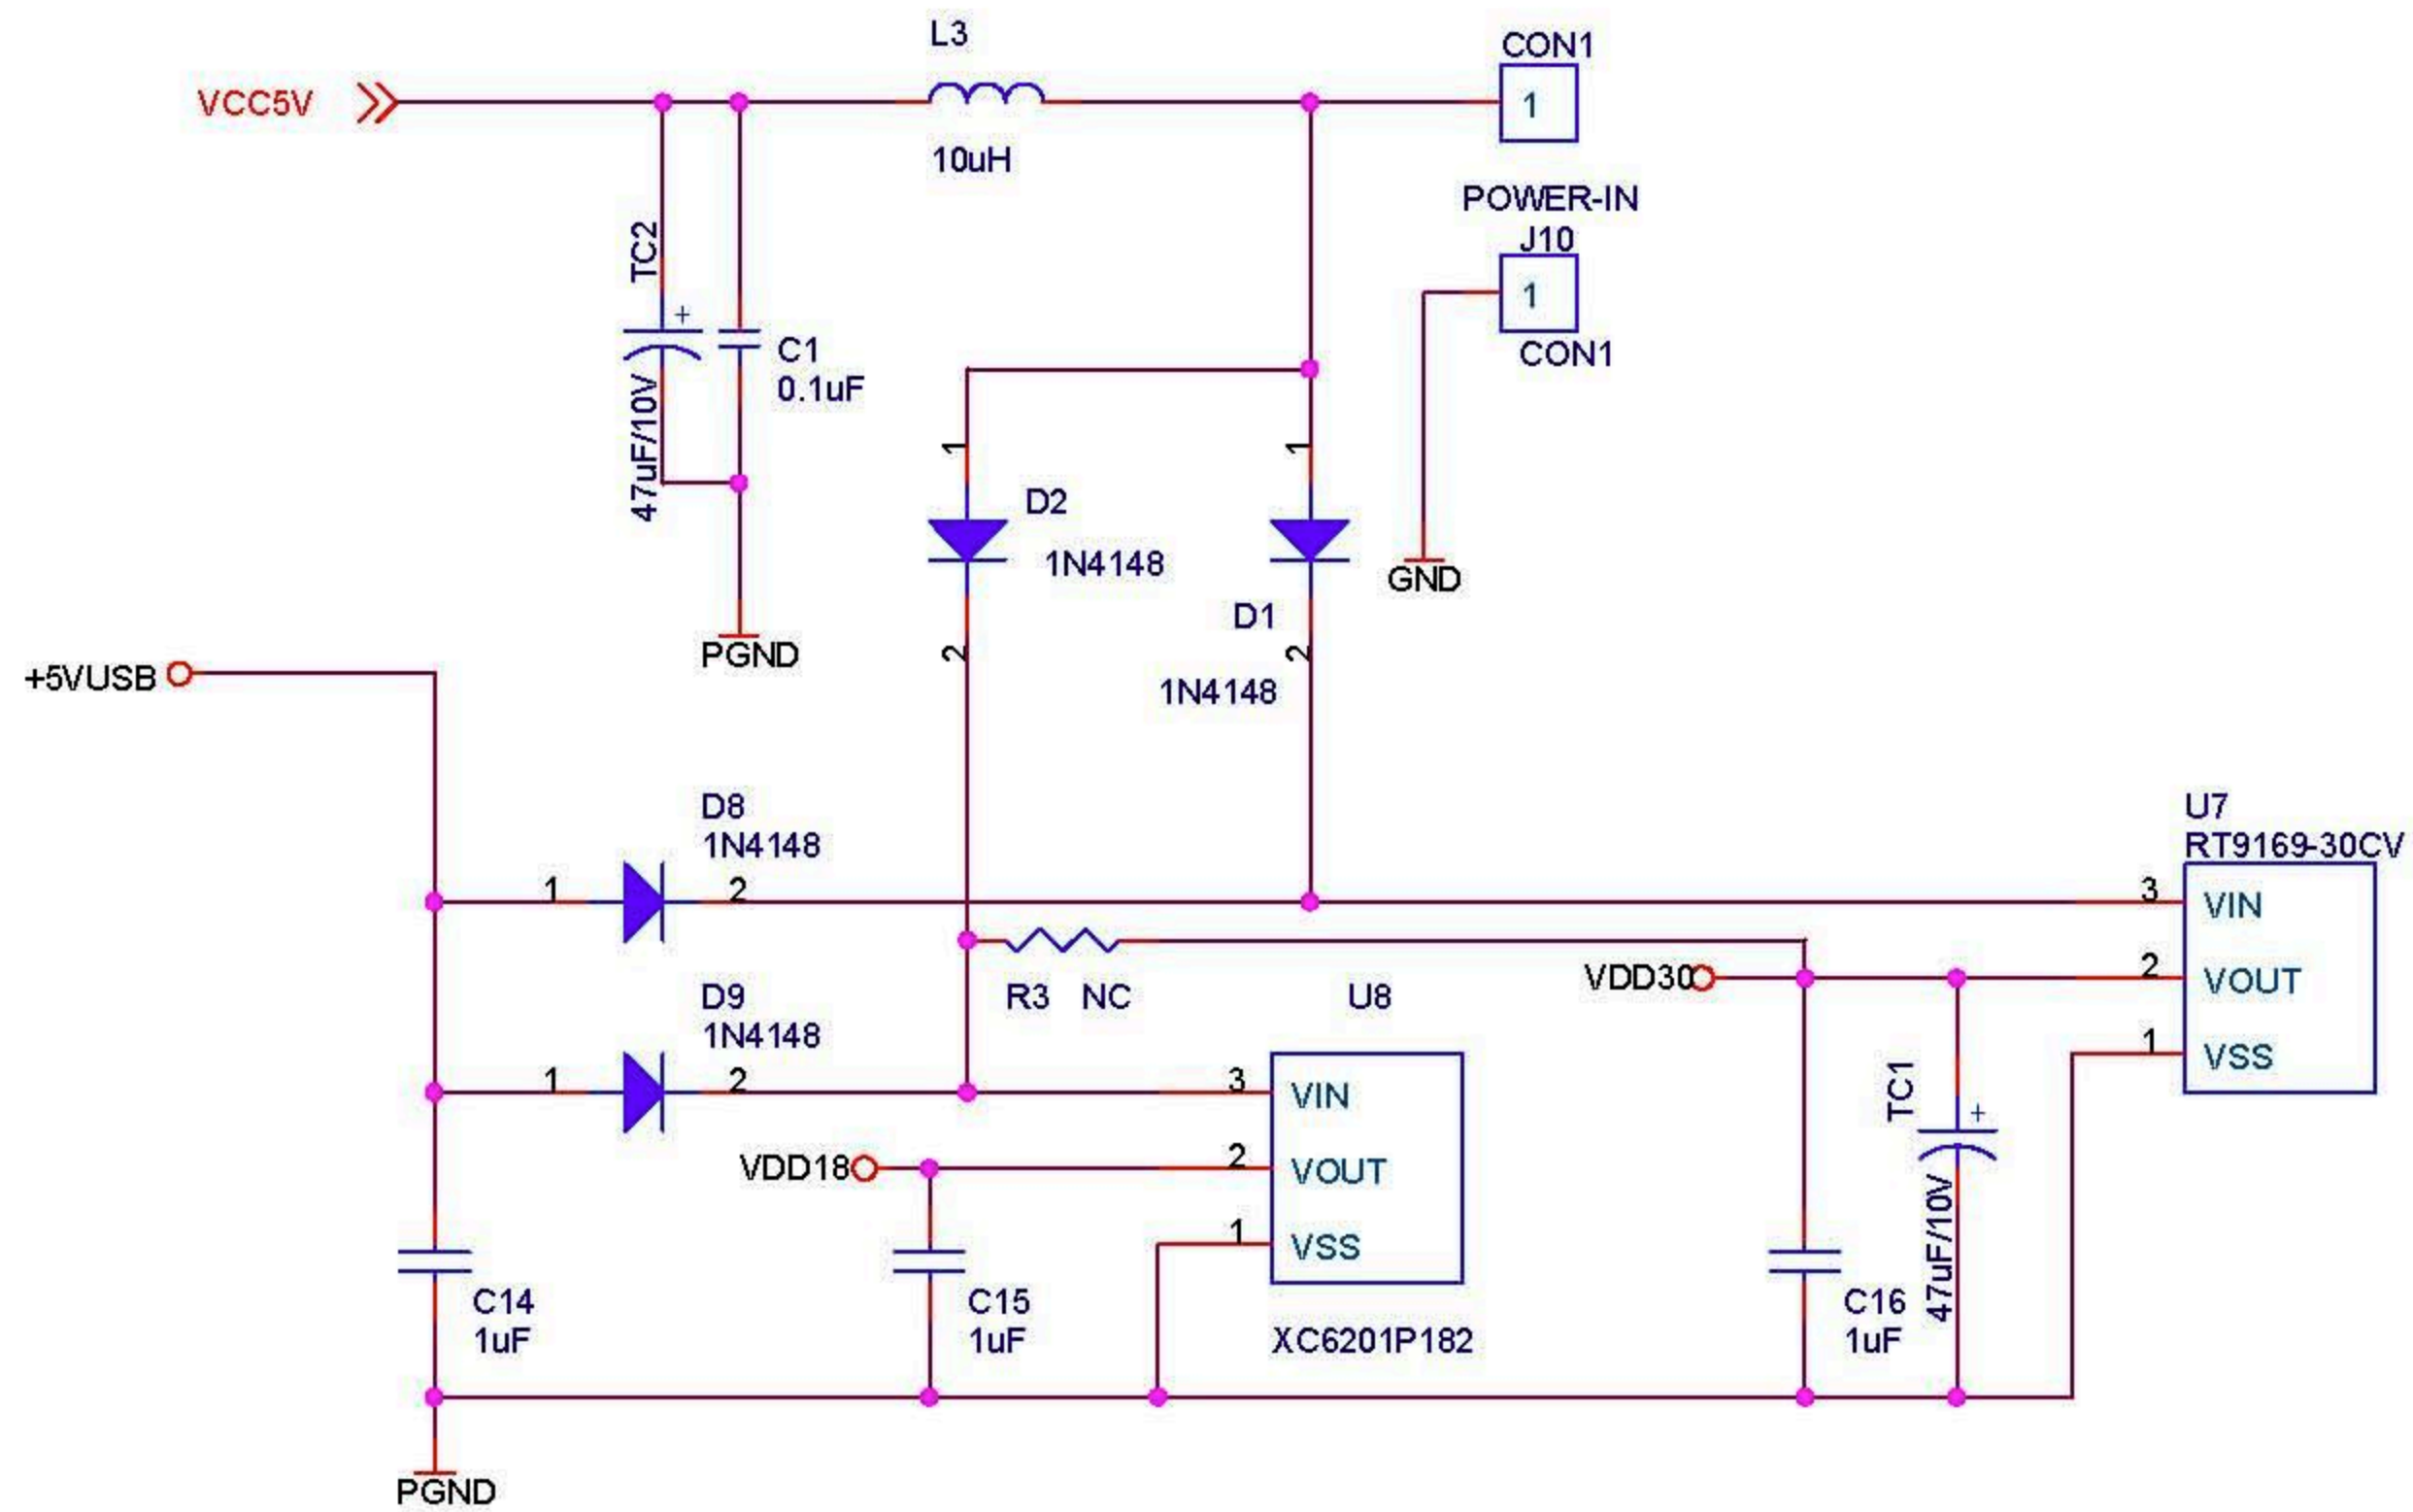 L3
CON1
VCC5V
1
10uH
POWER-IN
J10
1
CON1
TC2
+
47uF/10V
C1
0.1uF
1
1
D2
1N4148
GND
D1
1N4148
2
2
PGND
+5VUSB
D8
1N4148
1
2
U7
RT9169-30CV
3
VIN
2
VOUT
1
VSS
VDD30
R3
NC
U8
D9
1N4148
1
2
3
VIN
VDD18
2
VOUT
1
VSS
TC1
+
47uF/10V
C14
1uF
C15
1uF
XC6201P182
C16
1uF
PGND